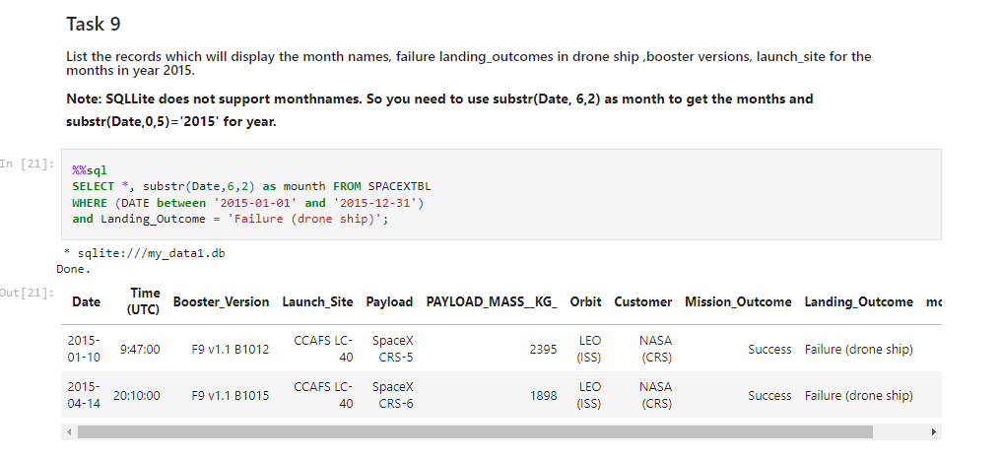 Task 9
List the records which will display the month names, failure landing_outcomes in drone ship ,booster versions, launch_site for the
months in year 2015.
Note: SQLLite does not support monthnames. So you need to use substr(Date, 6,2) as month to get the months and
substr(Date,0,5)='2015' for year.
In [21]:
%%sql
SELECT *, substr(Date,6,2) as mounth FROM SPACEXTBL
WHERE (DATE between '2015-01-01' and '2015-12-31')
and Landing_Outcome = 'Failure (drone ship)';
* sqlite:///my_data1.db
Done.
Out[21]:
Date Time (UTC) Booster_Version Launch_Site Payload PAYLOAD_MASS__KG_ Orbit Customer Mission_Outcome Landing_Outcome
2015-01-10 9:47:00 F9 v1.1 B1012 CCAFS LC-40 SpaceX CRS-5 2395 LEO (ISS) NASA (CRS) Success Failure (drone ship)
2015-04-14 20:10:00 F9 v1.1 B1015 CCAFS LC-40 SpaceX CRS-6 1898 LEO (ISS) NASA (CRS) Success Failure (drone ship)